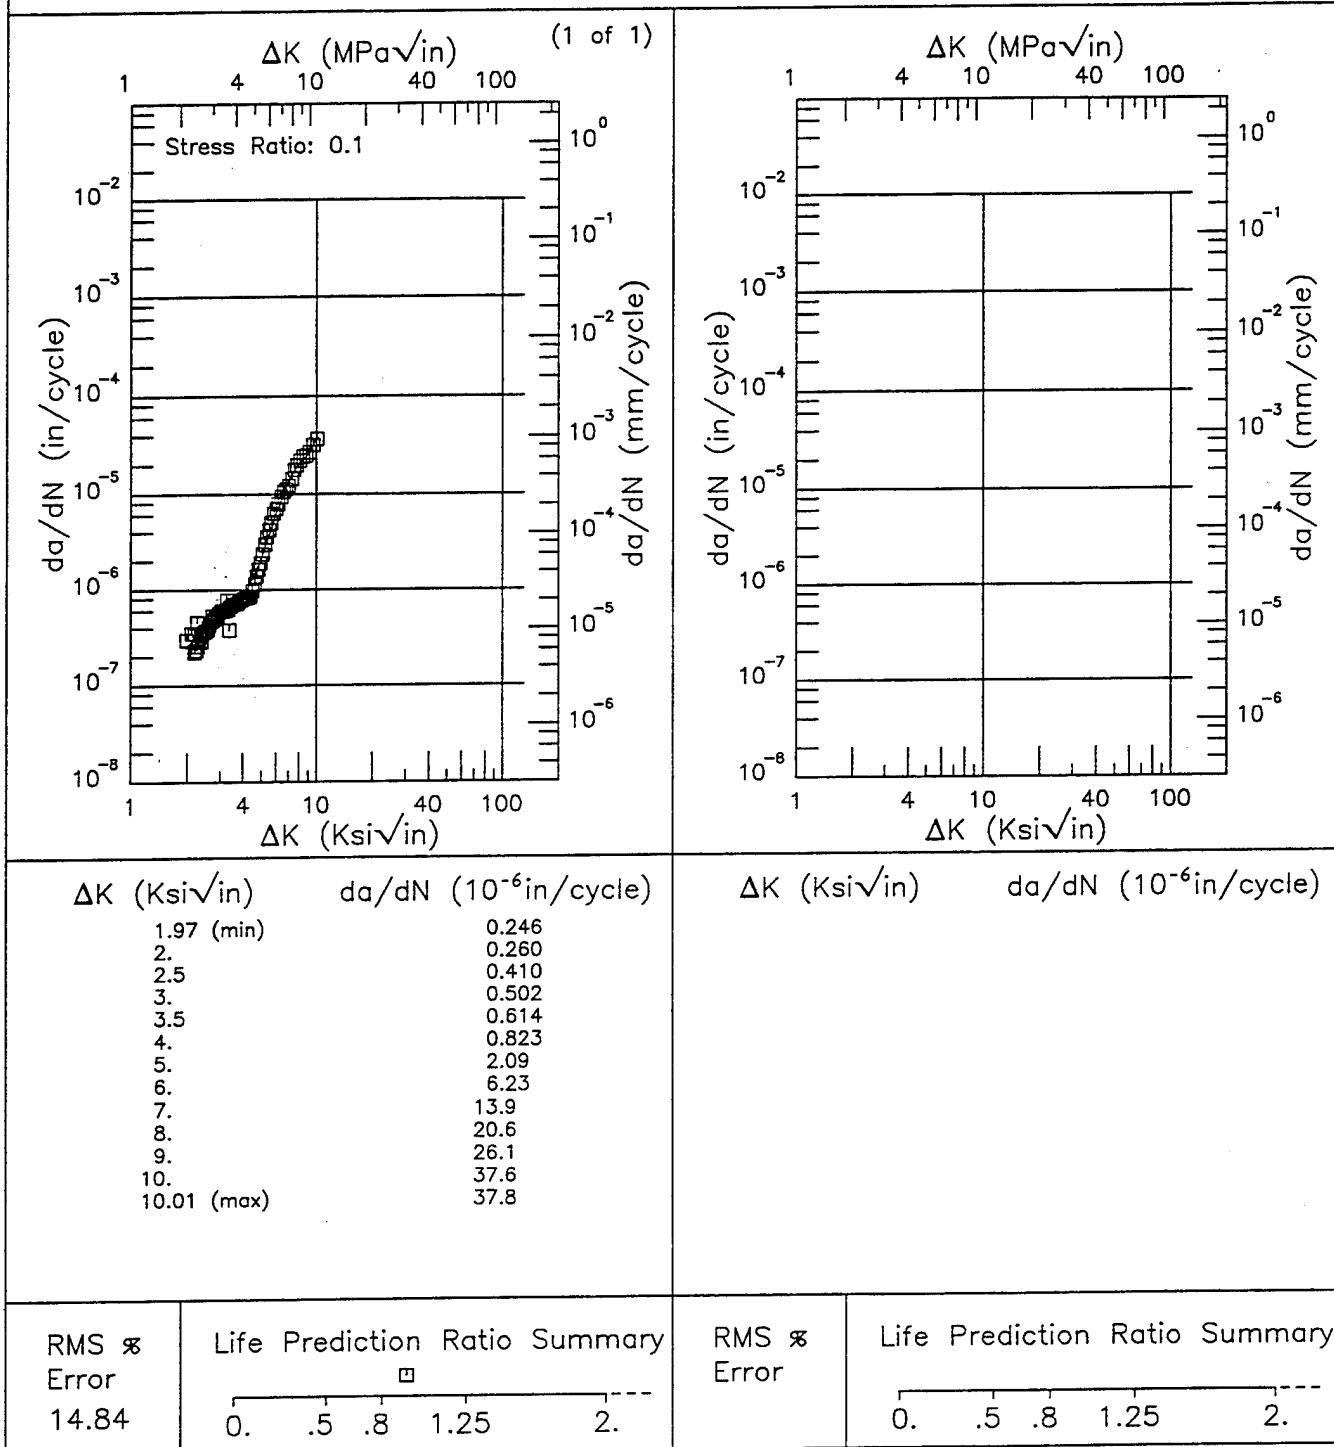 (1 of 1)
ΔK (MPa√in)
1 4 10 40 100
Stress Ratio: 0.1
da/dN (in/cycle)
10⁻²
10⁻³
10⁻⁴
10⁻⁵
10⁻⁶
10⁻⁷
10⁻⁸
10⁰
10⁻¹
10⁻²
10⁻³
10⁻⁴
10⁻⁵
10⁻⁶
da/dN (mm/cycle)
1 4 10 40 100
ΔK (Ksi√in)
ΔK (MPa√in)
1 4 10 40 100
da/dN (in/cycle)
10⁻²
10⁻³
10⁻⁴
10⁻⁵
10⁻⁶
10⁻⁷
10⁻⁸
10⁰
10⁻¹
10⁻²
10⁻³
10⁻⁴
10⁻⁵
10⁻⁶
da/dN (mm/cycle)
1 4 10 40 100
ΔK (Ksi√in)
ΔK (Ksi√in) da/dN (10⁻⁶in/cycle)
1.97 (min) 0.246
2. 0.260
2.5 0.410
3. 0.502
3.5 0.614
4. 0.823
5. 2.09
6. 6.23
7. 13.9
8. 20.6
9. 26.1
10. 37.6
10.01 (max) 37.8
ΔK (Ksi√in) da/dN (10⁻⁶in/cycle)
RMS %
Error
14.84
Life Prediction Ratio Summary
0. .5 .8 1.25 2.
RMS %
Error
Life Prediction Ratio Summary
0. .5 .8 1.25 2.